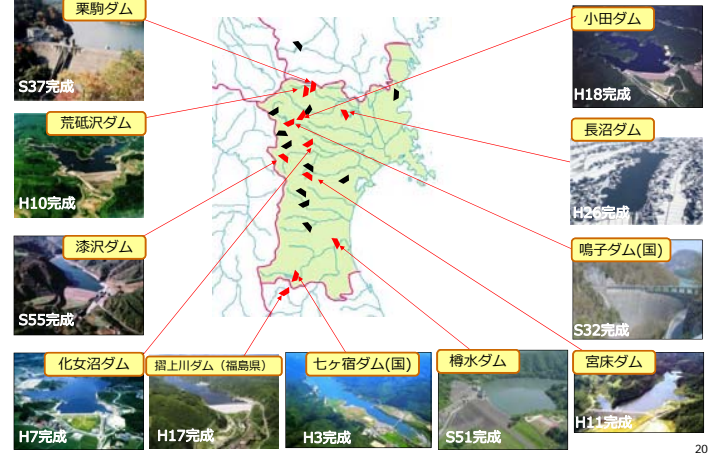 栗駒ダム
S37完成
小田ダム
H18完成
荒砥沢ダム
H10完成
長沼ダム
H26完成
漆沢ダム
S55完成
鳴子ダム(国)
S32完成
化女沼ダム
H7完成
摺上川ダム（福島県）
H17完成
七ヶ宿ダム(国)
H3完成
樽水ダム
S51完成
宮床ダム
H11完成
20